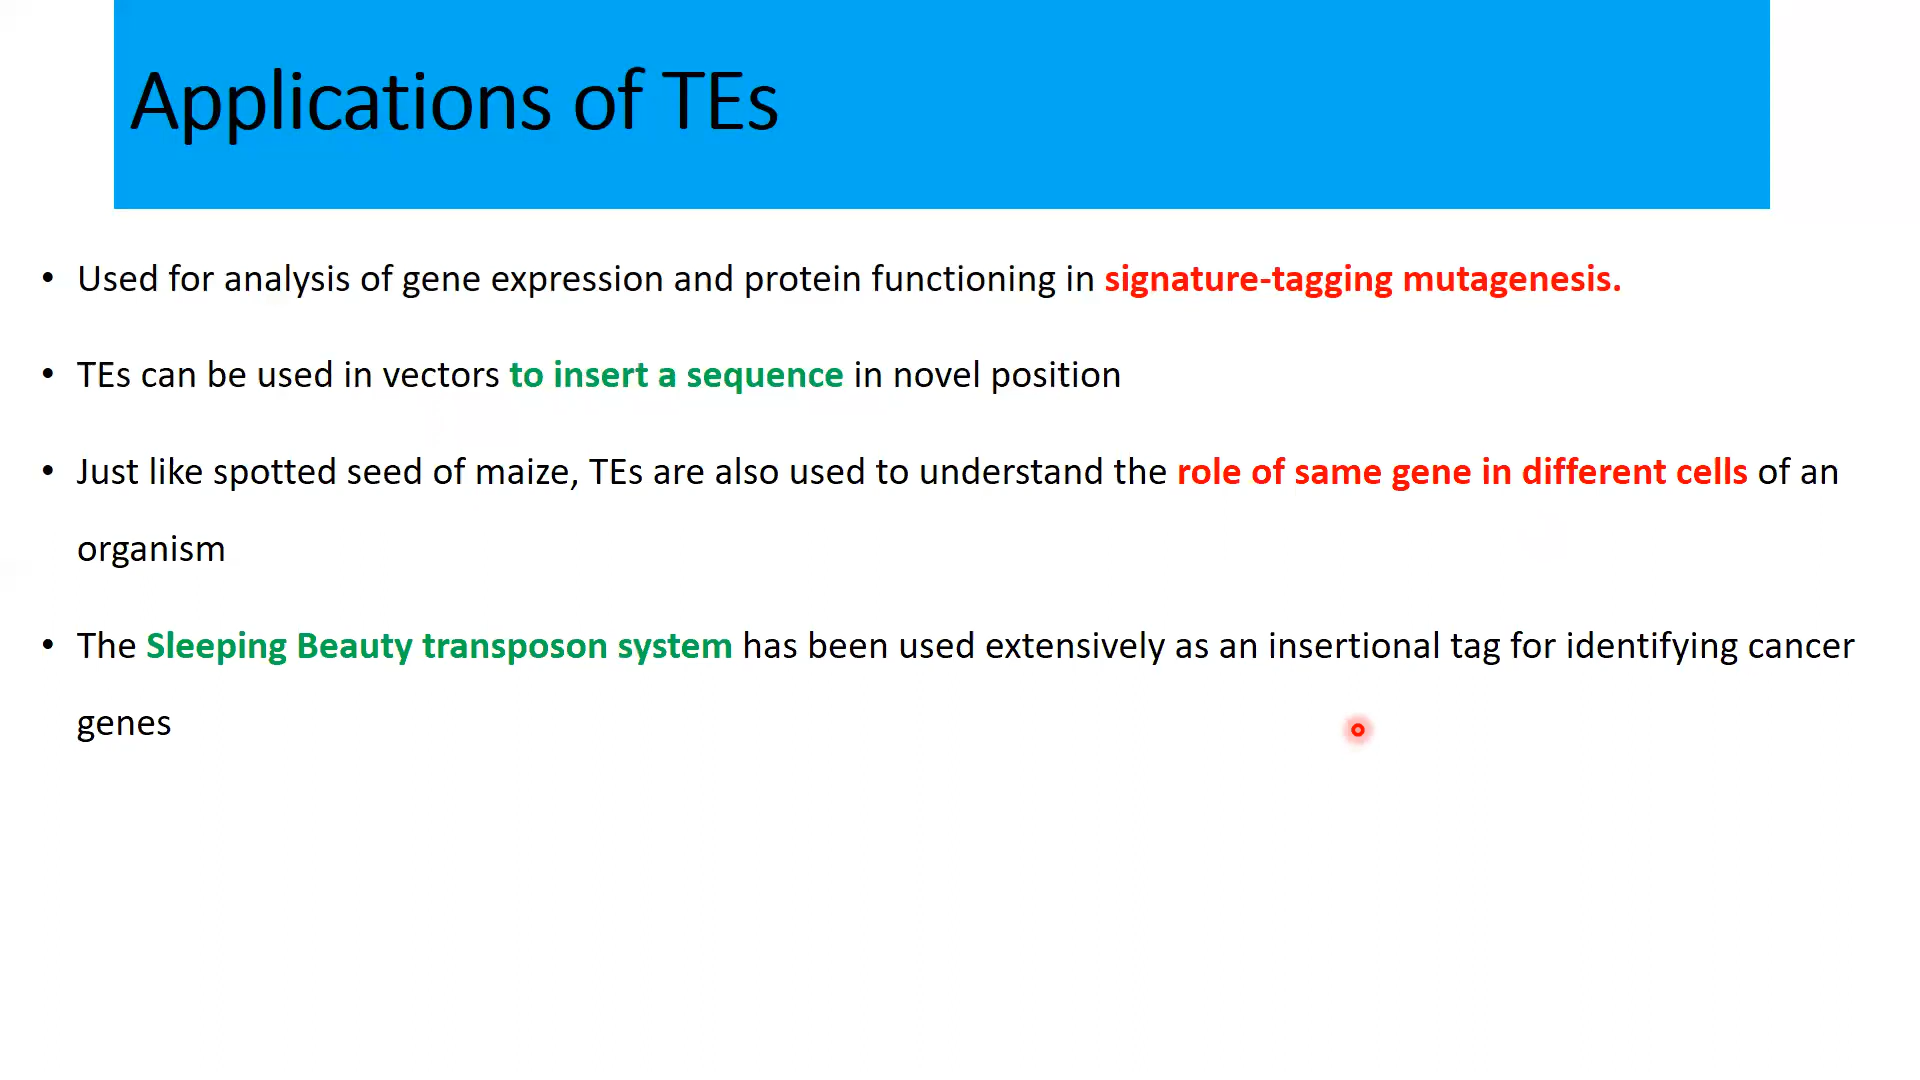 Applications of TEs
• Used for analysis of gene expression and protein functioning in signature-tagging mutagenesis.
• TEs can be used in vectors to insert a sequence in novel position
• Just like spotted seed of maize, TEs are also used to understand the role of same gene in different cells of an
organism
• The Sleeping Beauty transposon system has been used extensively as an insertional tag for identifying cancer
genes